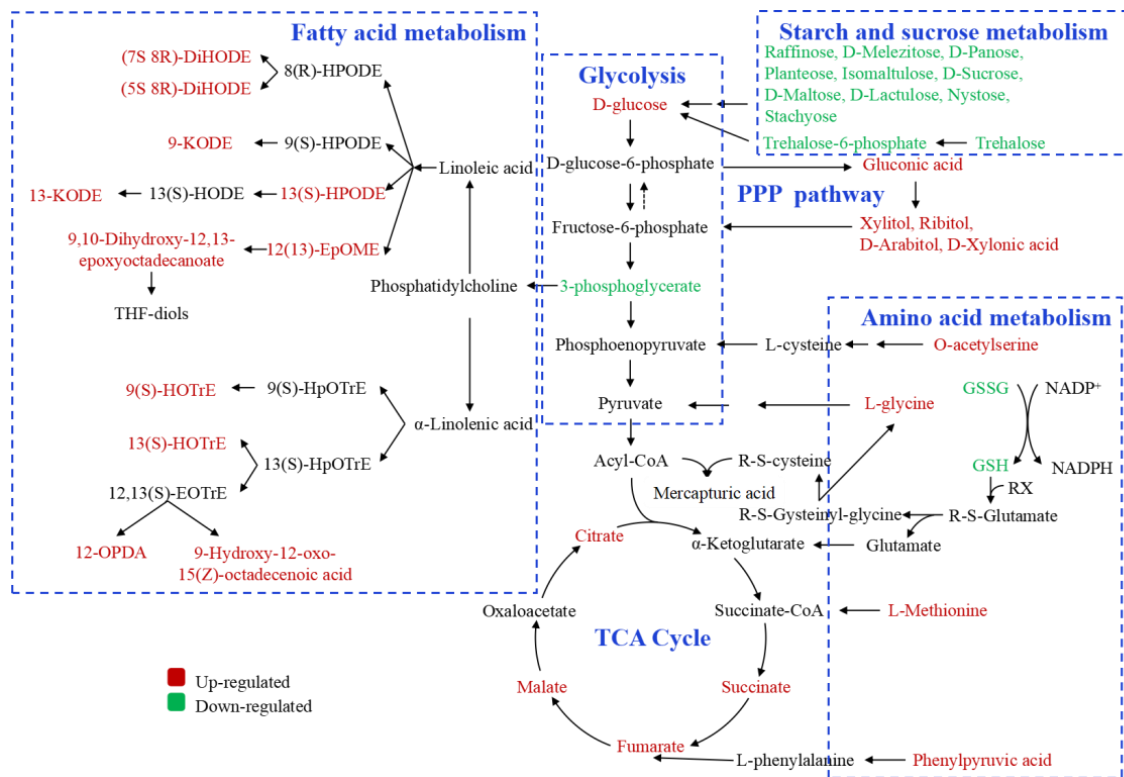 Fatty acid metabolism
(7S 8R)-DiHODE
8(R)-HPODE
(5S 8R)-DiHODE
9-KODE
9(S)-HPODE
Linoleic acid
13-KODE
13(S)-HODE
13(S)-HPODE
9,10-Dihydroxy-12,13-
epoxyoctadecanoate
12(13)-EpOME
THF-diols
Phosphatidylcholine
9(S)-HOTrE
9(S)-HpOTrE
α-Linolenic acid
13(S)-HOTrE
13(S)-HpOTrE
12,13(S)-EOTrE
12-OPDA
9-Hydroxy-12-oxo-
15(Z)-octadecenoic acid
Glycolysis
D-glucose
D-glucose-6-phosphate
Fructose-6-phosphate
3-phosphoglycerate
Phosphoenopyruvate
Pyruvate
Starch and sucrose metabolism
Raffinose, D-Melezitose, D-Panose,
Planteose, Isomaltulose, D-Sucrose,
D-Maltose, D-Lactulose, Nystose,
Stachyose
Trehalose-6-phosphate
Trehalose
Gluconic acid
PPP pathway
Xylitol, Ribitol,
D-Arabitol, D-Xylonic acid
Amino acid metabolism
L-cysteine
O-acetylserine
L-glycine
GSSG
NADP⁺
GSH
NADPH
RX
R-S-Glutamate
R-S-Gysteinyl-glycine
Glutamate
R-S-cysteine
Mercapturic acid
Acyl-CoA
Citrate
α-Ketoglutarate
Oxaloacetate
Succinate-CoA
L-Methionine
TCA Cycle
Malate
Succinate
Fumarate
L-phenylalanine
Phenylpyruvic acid
Up-regulated
Down-regulated